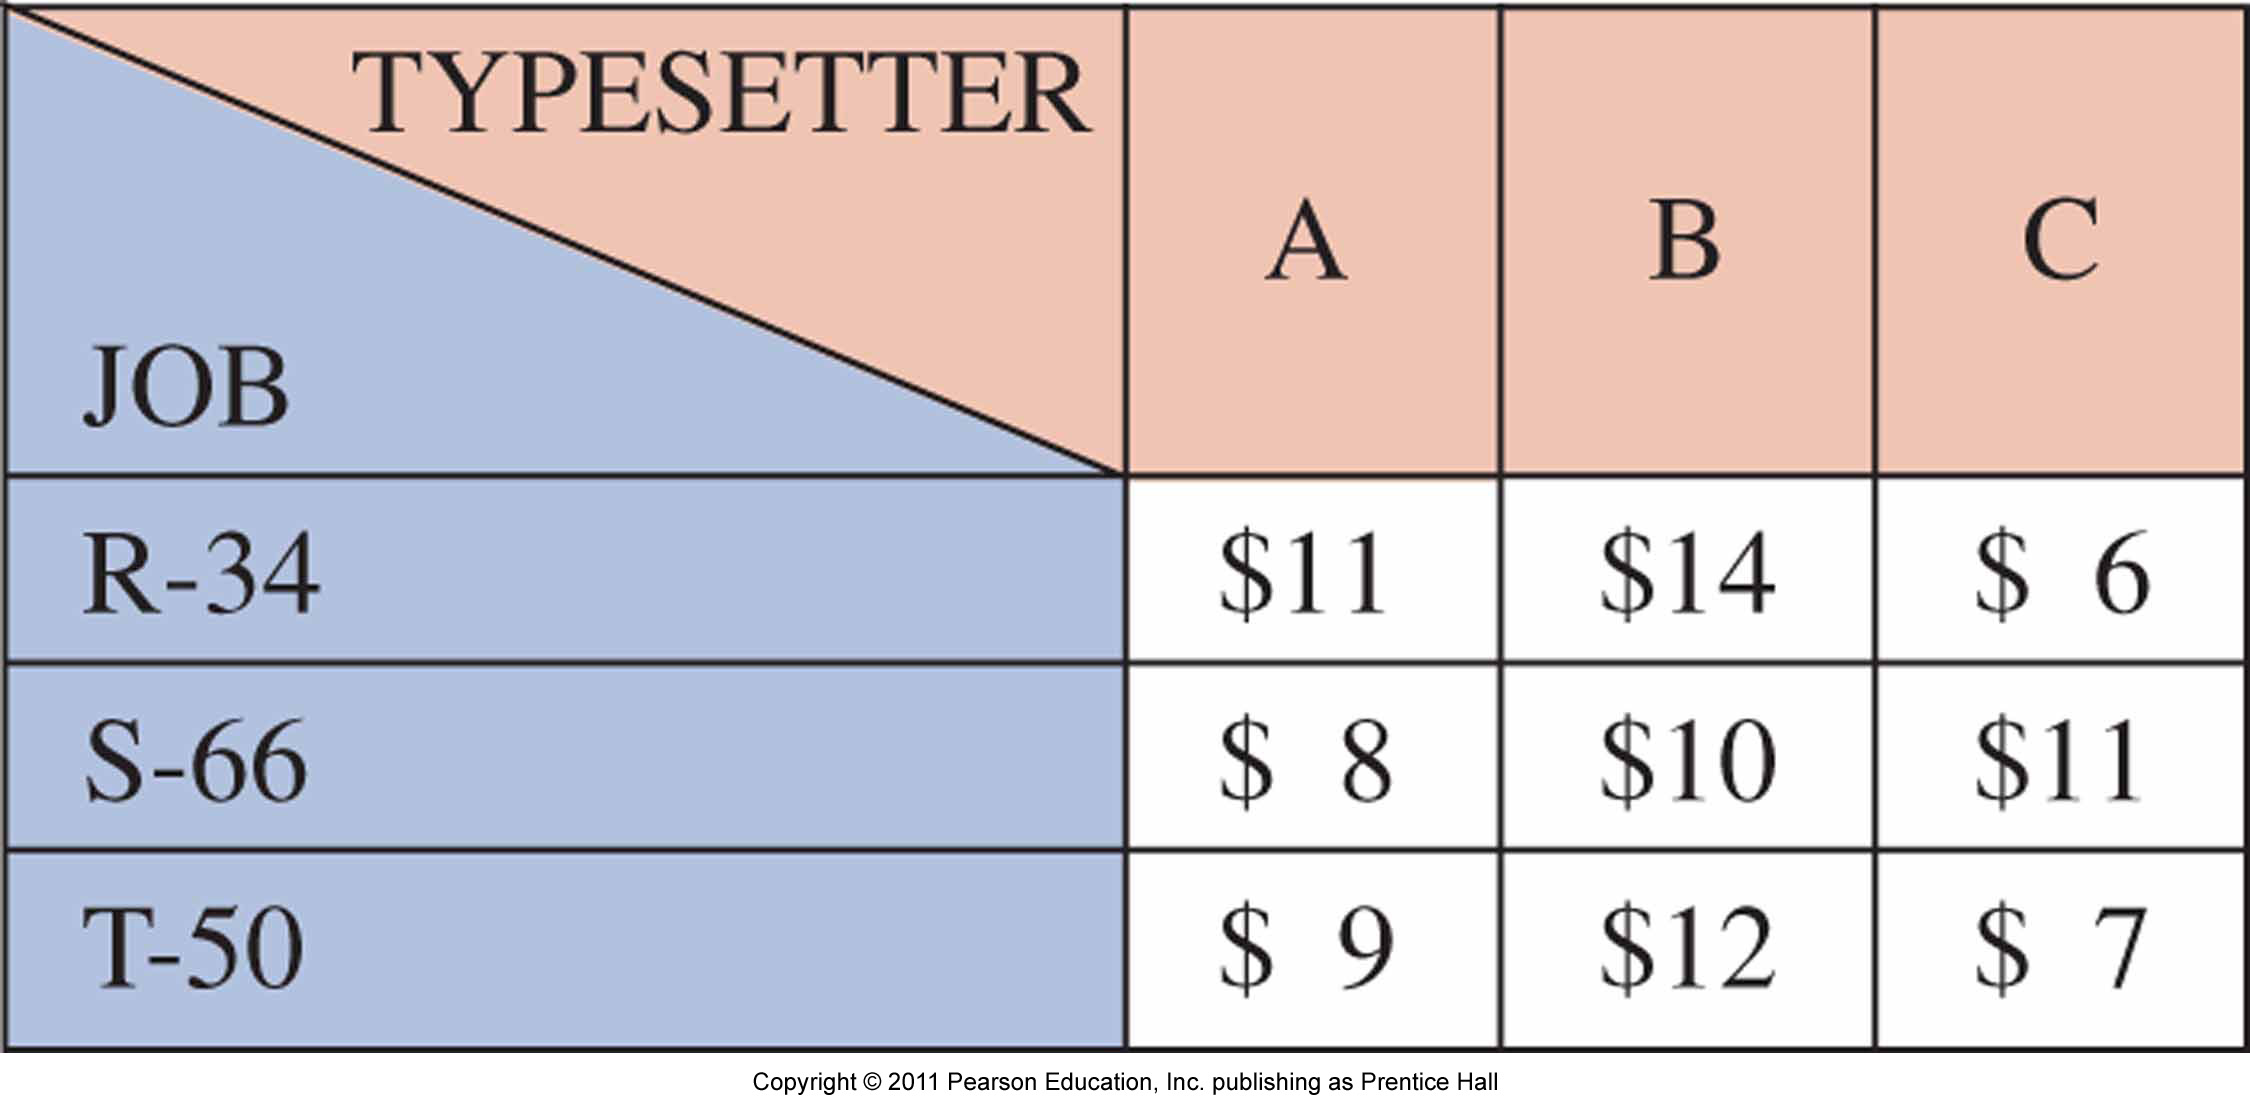 TYPESETTER
JOB
A B C
R-34 $11 $14 $ 6
S-66 $ 8 $10 $11
T-50 $ 9 $12 $ 7
Copyright © 2011 Pearson Education, Inc. publishing as Prentice Hall